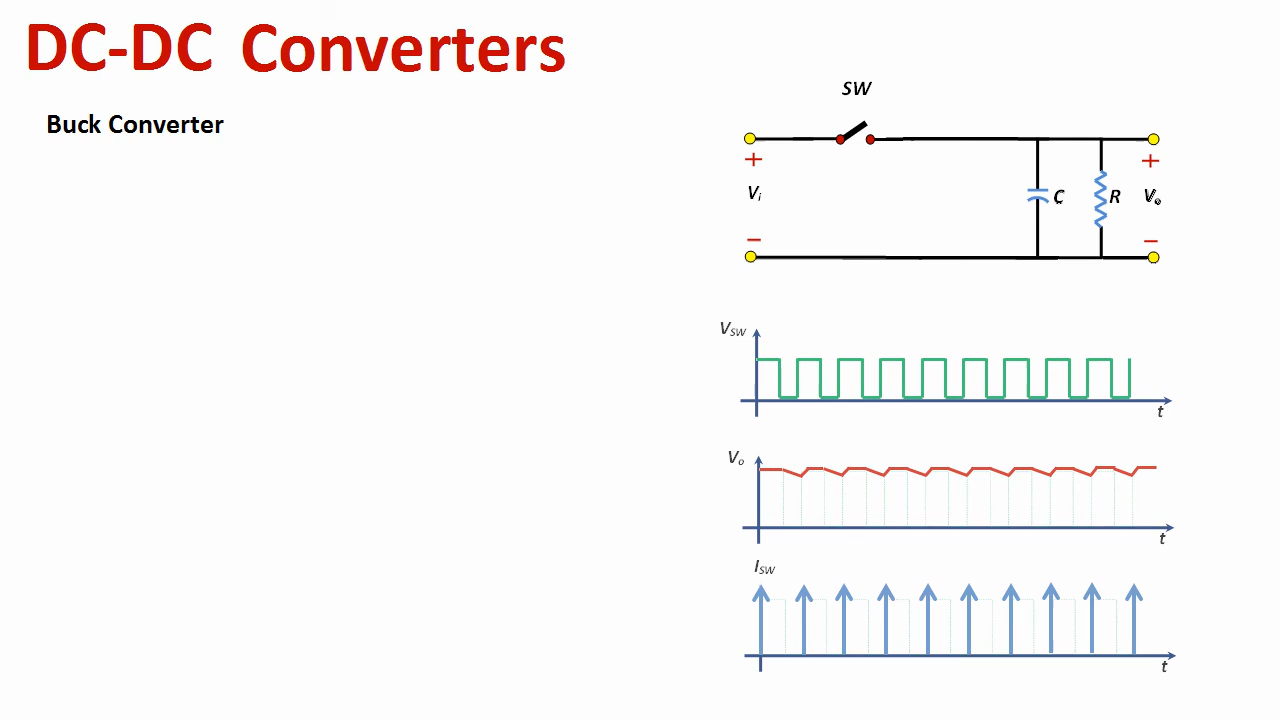 DC-DC Converters
Buck Converter
SW
+
+
Vi
C
R
Vo
−
−
VSW
t
Vo
t
ISW
t